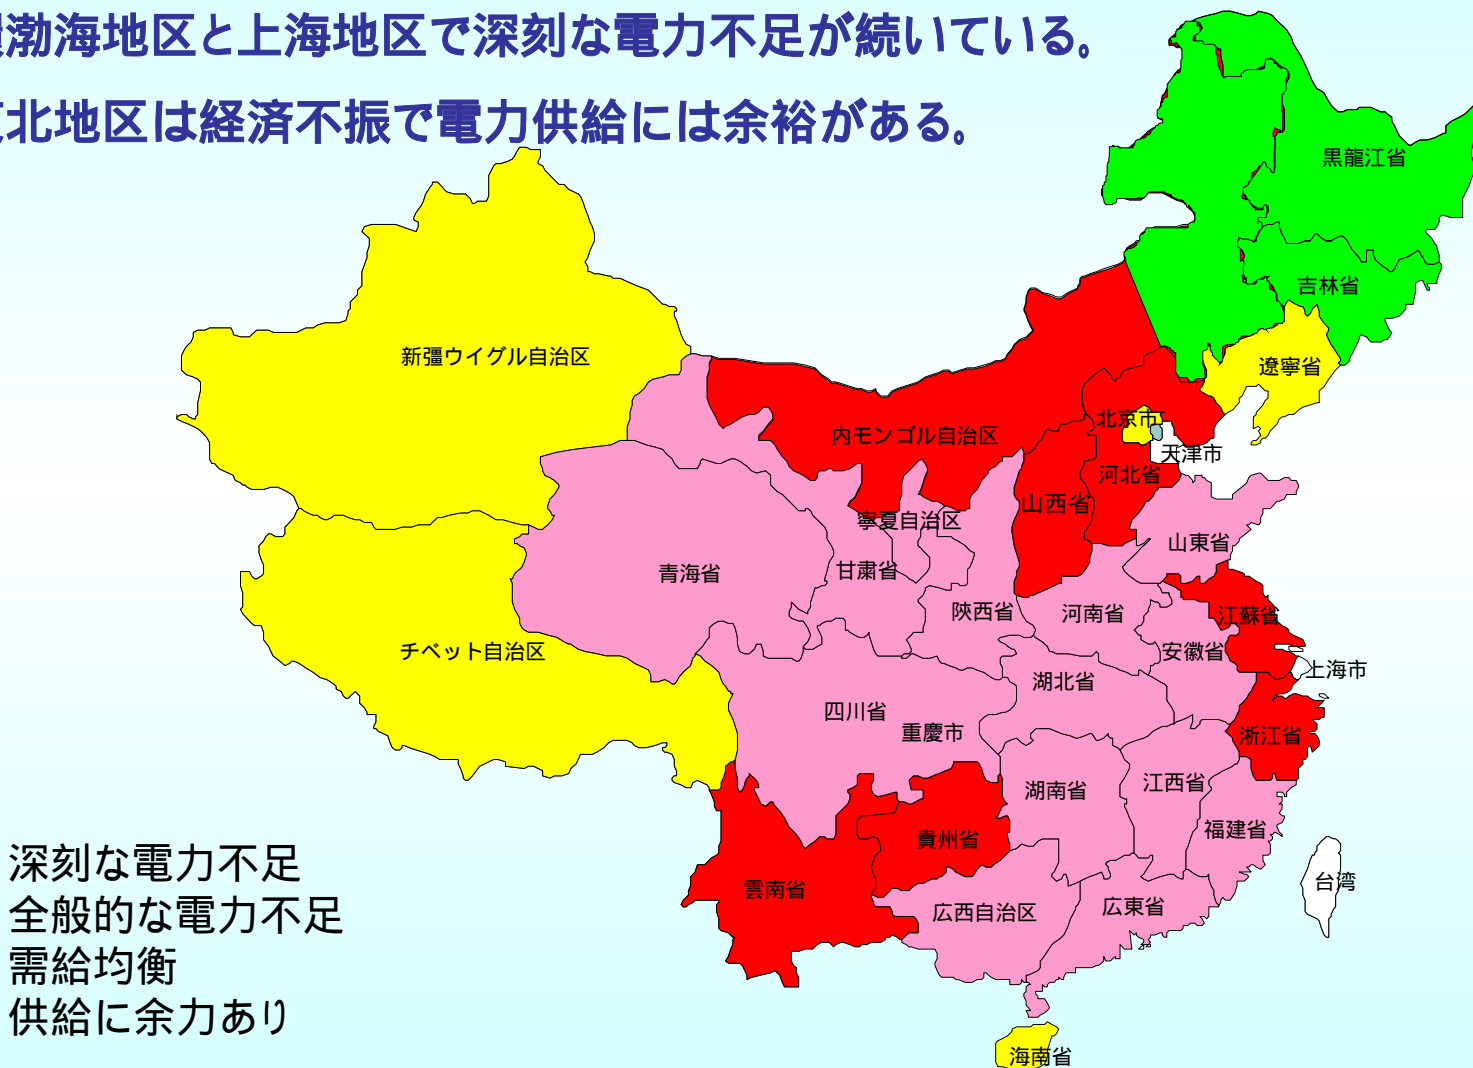 渤海地区と上海地区で深刻な電力不足が続いている。
北地区は経済不振で電力供給には余裕がある。
黒龍江省
吉林省
遼寧省
新疆ウイグル自治区
北京市
内モンゴル自治区
天津市
河北省
山西省
寧夏自治区
山東省
青海省
甘粛省
陝西省
河南省
江蘇省
チベット自治区
安徽省
上海市
湖北省
四川省
重慶市
浙江省
湖南省
江西省
福建省
貴州省
深刻な電力不足
雲南省
台湾
広西自治区
広東省
全般的な電力不足
需給均衡
供給に余力あり
海南省